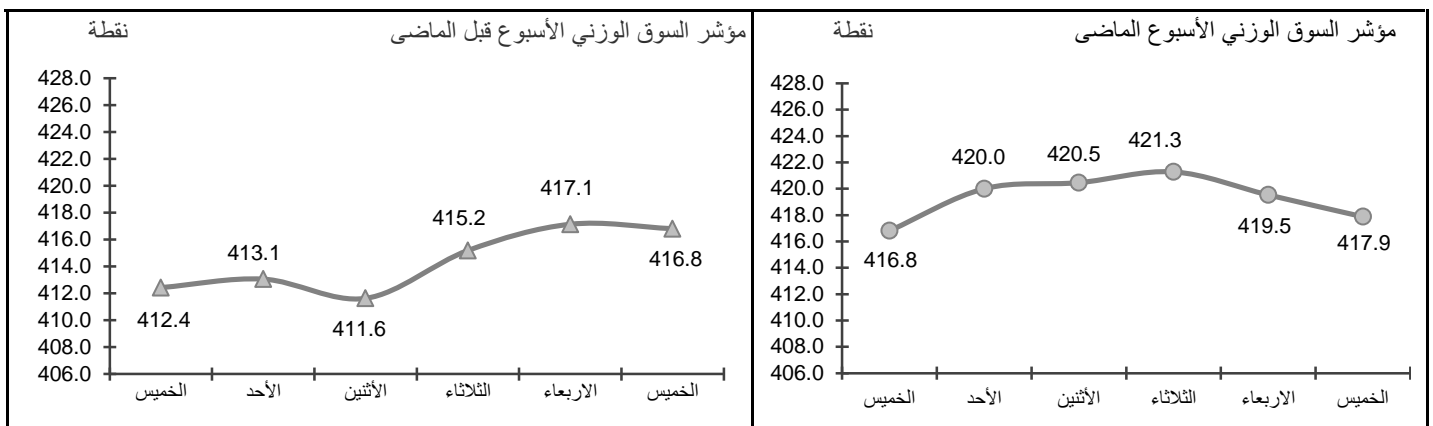 مؤشر السوق الوزني الأسبوع الماضى
نقطة
428.0
426.0
424.0
422.0
420.0
418.0
416.0
414.0
412.0
410.0
408.0
406.0
416.8
420.0
420.5
421.3
419.5
417.9
الخميس
الأحد
الأثنين
الثلاثاء
الاربعاء
الخميس
مؤشر السوق الوزني الأسبوع قبل الماضى
نقطة
428.0
426.0
424.0
422.0
420.0
418.0
416.0
414.0
412.0
410.0
408.0
406.0
412.4
413.1
411.6
415.2
417.1
416.8
الخميس
الأحد
الأثنين
الثلاثاء
الاربعاء
الخميس